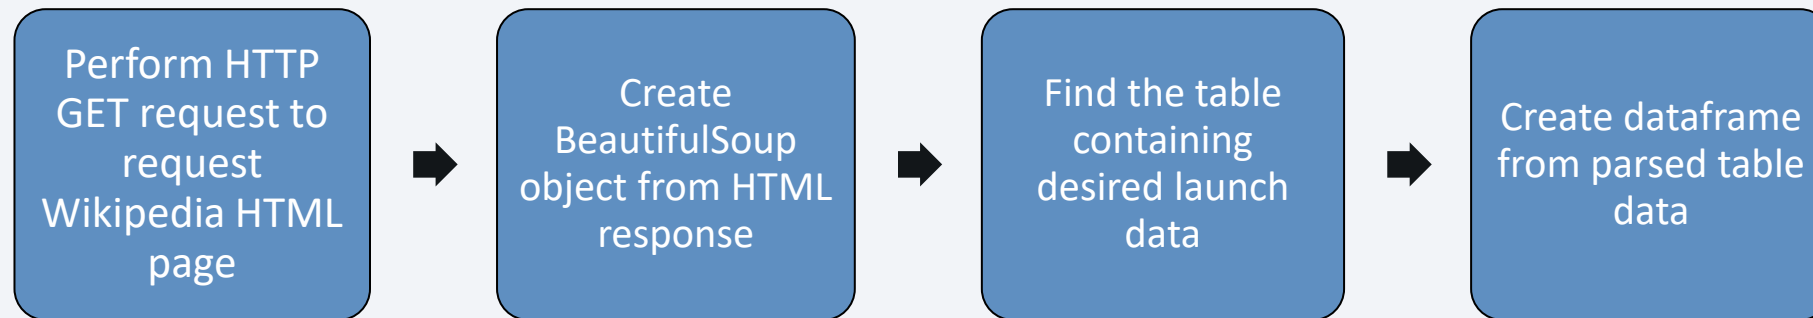 Perform HTTP
GET request to
request
Wikipedia HTML
page
Create
BeautifulSoup
object from HTML
response
Find the table
containing
desired launch
data
Create dataframe
from parsed table
data